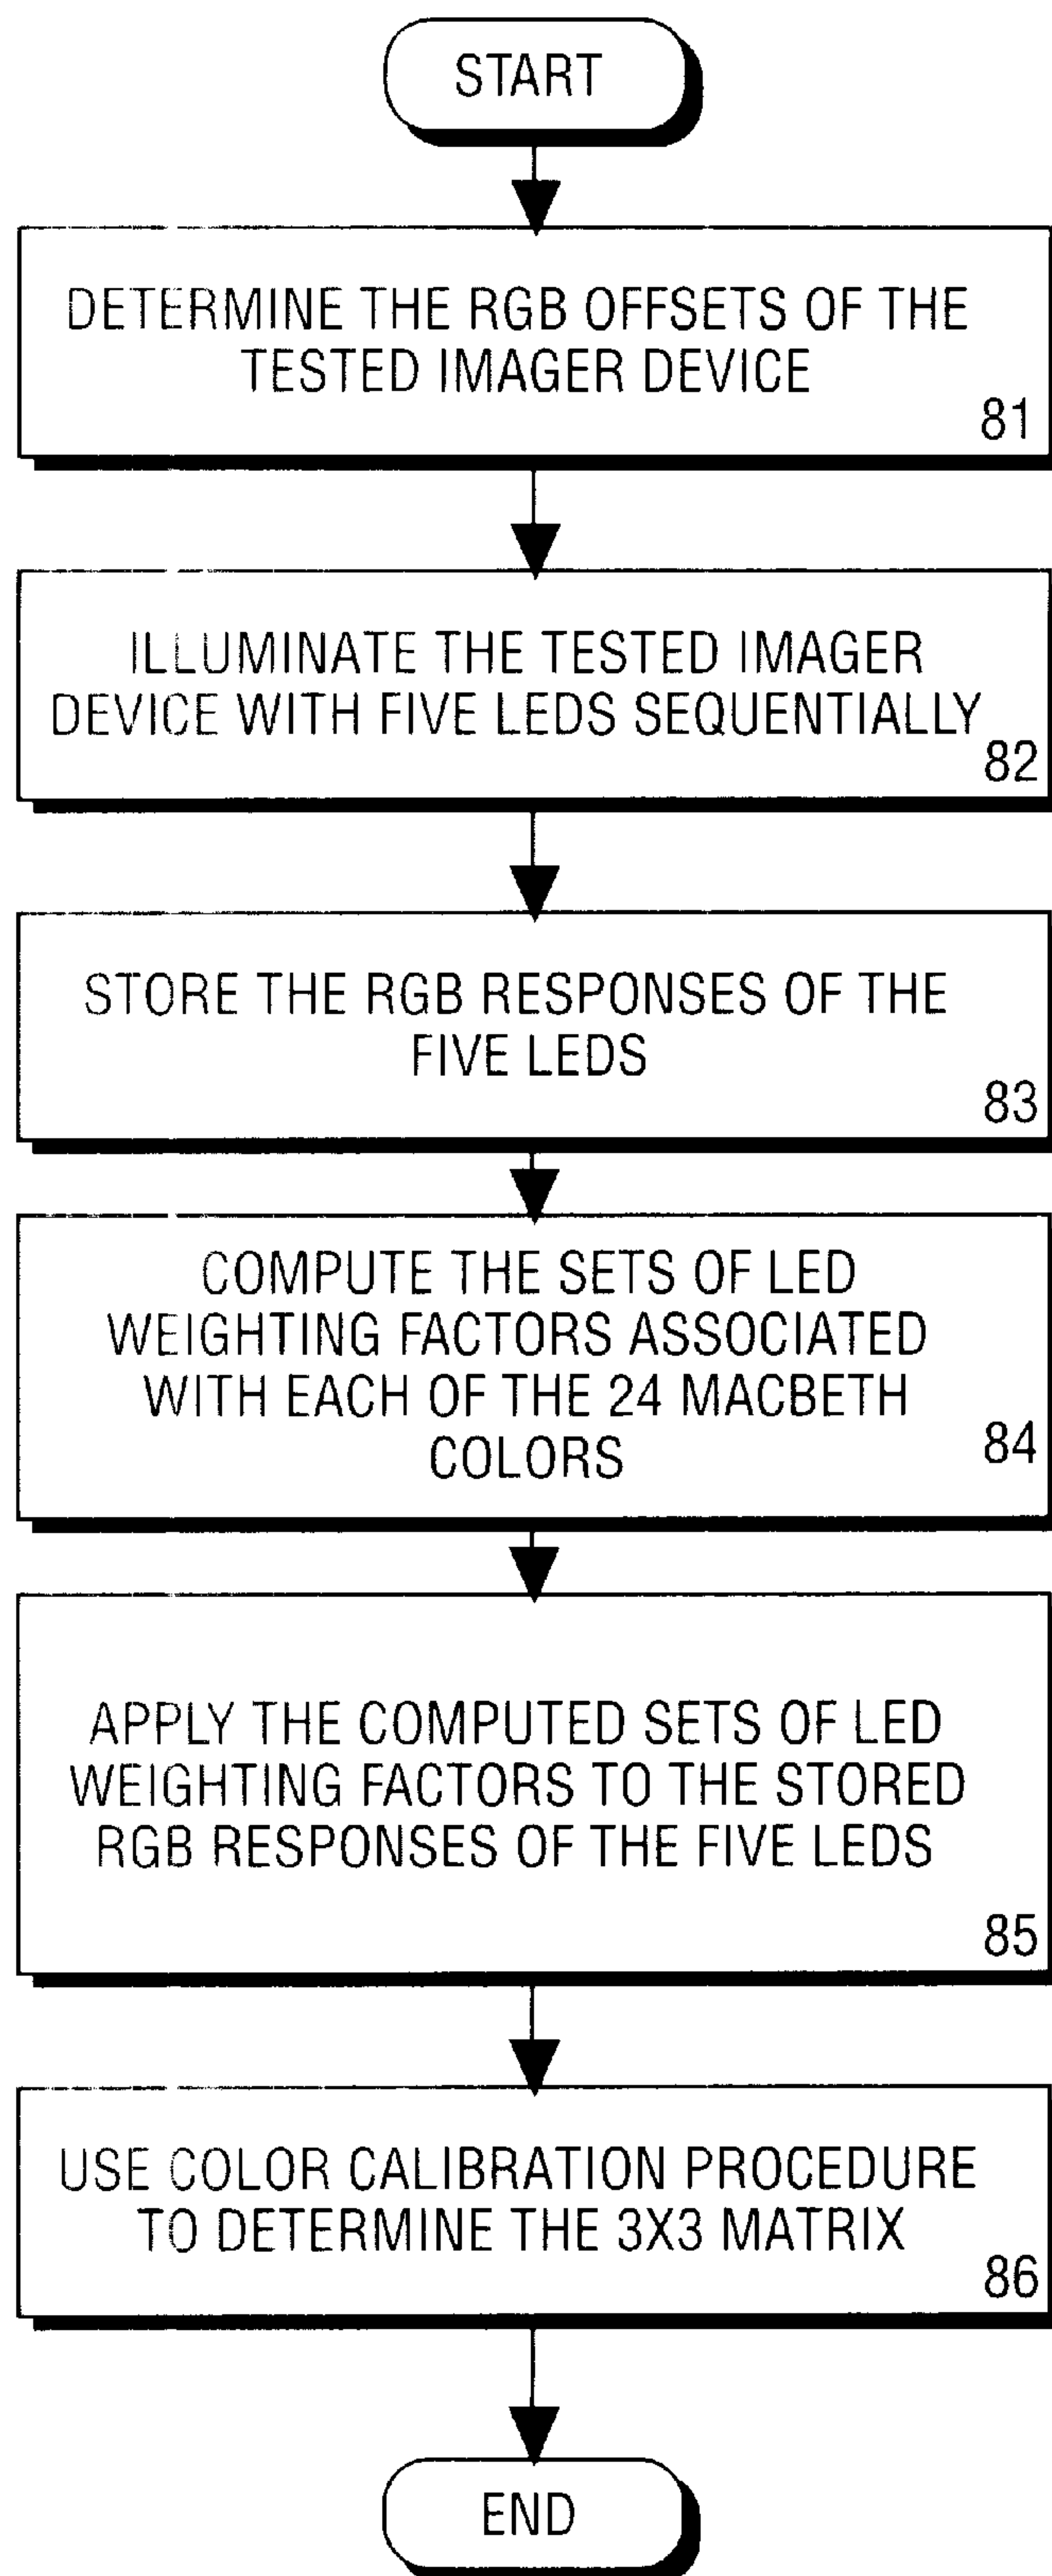 START
DETERMINE THE RGB OFFSETS OF THE
TESTED IMAGER DEVICE
81
ILLUMINATE THE TESTED IMAGER
DEVICE WITH FIVE LEDS SEQUENTIALLY
82
STORE THE RGB RESPONSES OF THE
FIVE LEDS
83
COMPUTE THE SETS OF LED
WEIGHTING FACTORS ASSOCIATED
WITH EACH OF THE 24 MACBETH
COLORS
84
APPLY THE COMPUTED SETS OF LED
WEIGHTING FACTORS TO THE STORED
RGB RESPONSES OF THE FIVE LEDS
85
USE COLOR CALIBRATION PROCEDURE
TO DETERMINE THE 3X3 MATRIX
86
END